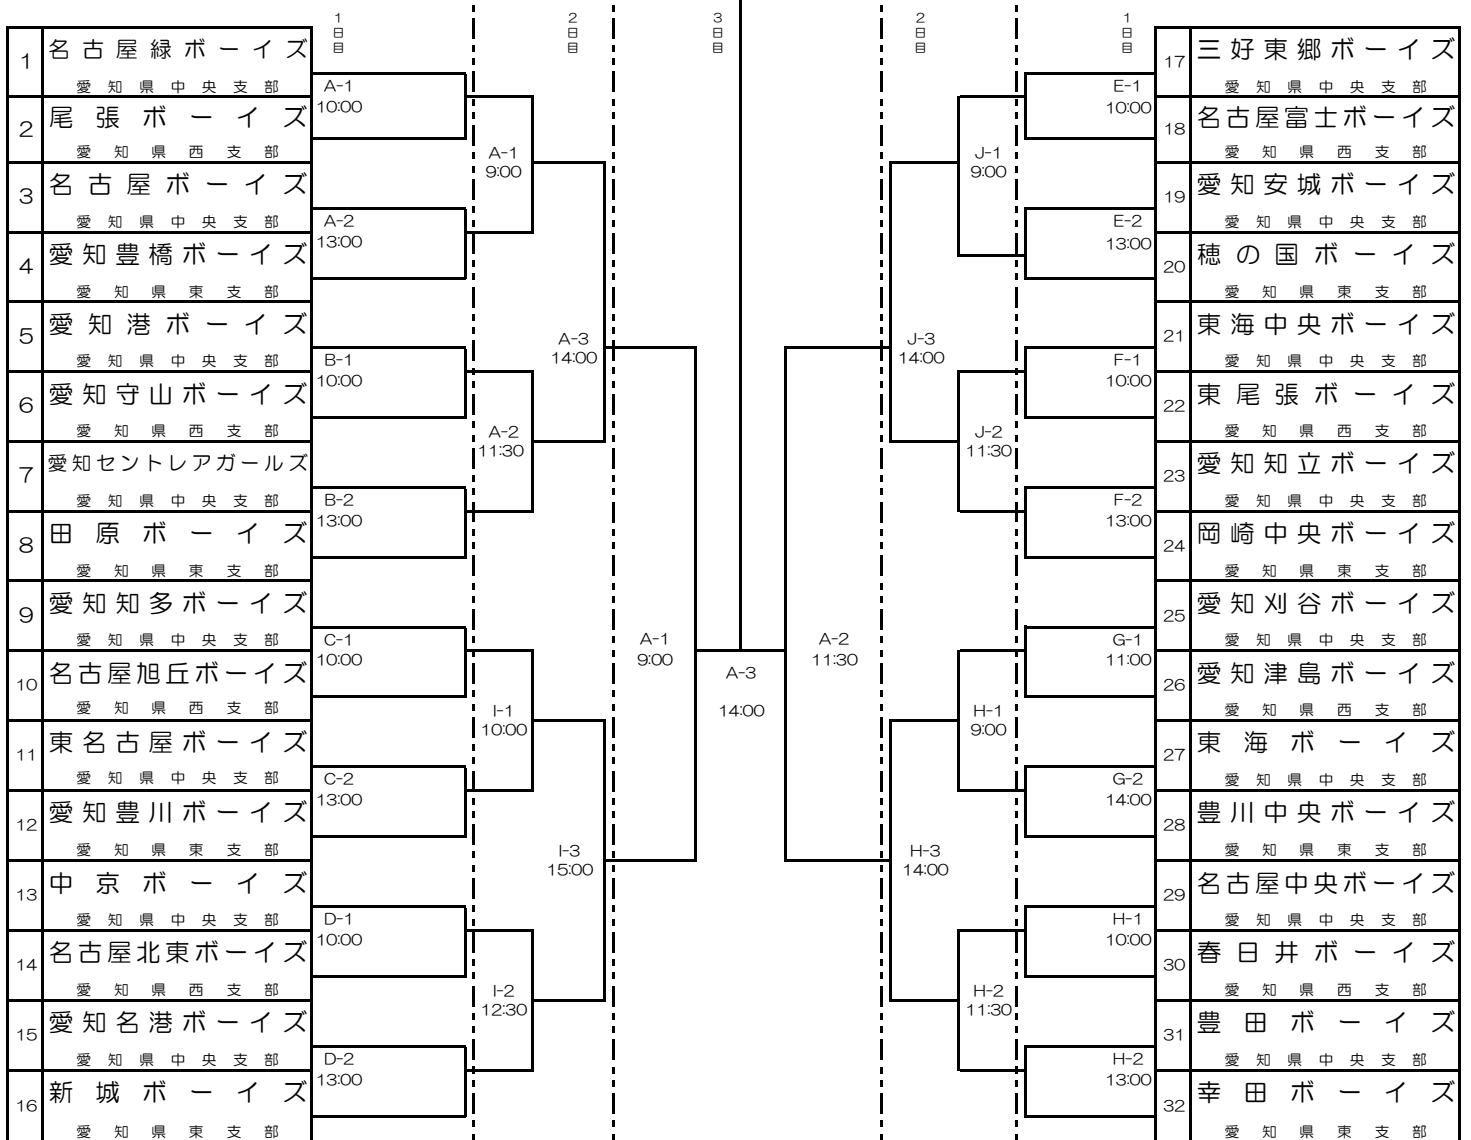 1日目
2日目
3日目
2日目
1日目
1 名古屋緑ボーイズ
愛知県中央支部
2 尾張ボーイズ
愛知県西支部
3 名古屋ボーイズ
愛知県中央支部
4 愛知豊橋ボーイズ
愛知県東支部
5 愛知港ボーイズ
愛知県中央支部
6 愛知守山ボーイズ
愛知県西支部
7 愛知セントレアガールズ
愛知県中央支部
8 田原ボーイズ
愛知県東支部
9 愛知知多ボーイズ
愛知県中央支部
10 名古屋旭丘ボーイズ
愛知県西支部
11 東名古屋ボーイズ
愛知県中央支部
12 愛知豊川ボーイズ
愛知県東支部
13 中京ボーイズ
愛知県中央支部
14 名古屋北東ボーイズ
愛知県西支部
15 愛知名港ボーイズ
愛知県中央支部
16 新城ボーイズ
愛知県東支部
A-1
10:00
A-2
13:00
B-1
10:00
B-2
13:00
C-1
10:00
C-2
13:00
D-1
10:00
D-2
13:00
A-1
9:00
A-2
11:30
I-1
10:00
I-2
12:30
A-3
14:00
I-3
15:00
A-1
9:00
A-3
14:00
A-2
11:30
J-3
14:00
H-3
14:00
J-1
9:00
J-2
11:30
H-1
9:00
H-2
11:30
E-1
10:00
E-2
13:00
F-1
10:00
F-2
13:00
G-1
11:00
G-2
14:00
H-1
10:00
H-2
13:00
17 三好東郷ボーイズ
愛知県中央支部
18 名古屋富士ボーイズ
愛知県西支部
19 愛知安城ボーイズ
愛知県中央支部
20 穂の国ボーイズ
愛知県東支部
21 東海中央ボーイズ
愛知県中央支部
22 東尾張ボーイズ
愛知県西支部
23 愛知知立ボーイズ
愛知県中央支部
24 岡崎中央ボーイズ
愛知県東支部
25 愛知刈谷ボーイズ
愛知県中央支部
26 愛知津島ボーイズ
愛知県西支部
27 東海ボーイズ
愛知県中央支部
28 豊川中央ボーイズ
愛知県東支部
29 名古屋中央ボーイズ
愛知県中央支部
30 春日井ボーイズ
愛知県西支部
31 豊田ボーイズ
愛知県中央支部
32 幸田ボーイズ
愛知県東支部